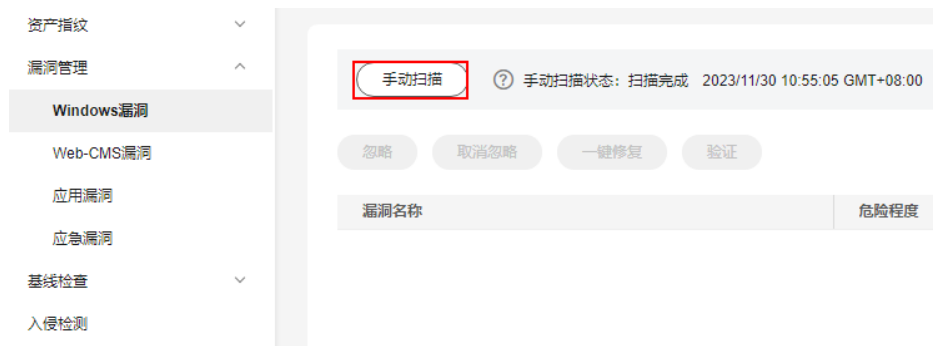 资产指纹
漏洞管理
Windows漏洞
Web-CMS漏洞
应用漏洞
应急漏洞
基线检查
入侵检测
手动扫描 ? 手动扫描状态：扫描完成 2023/11/30 10:55:05 GMT+08:00
忽略 取消忽略 一键修复 验证
漏洞名称 危险程度